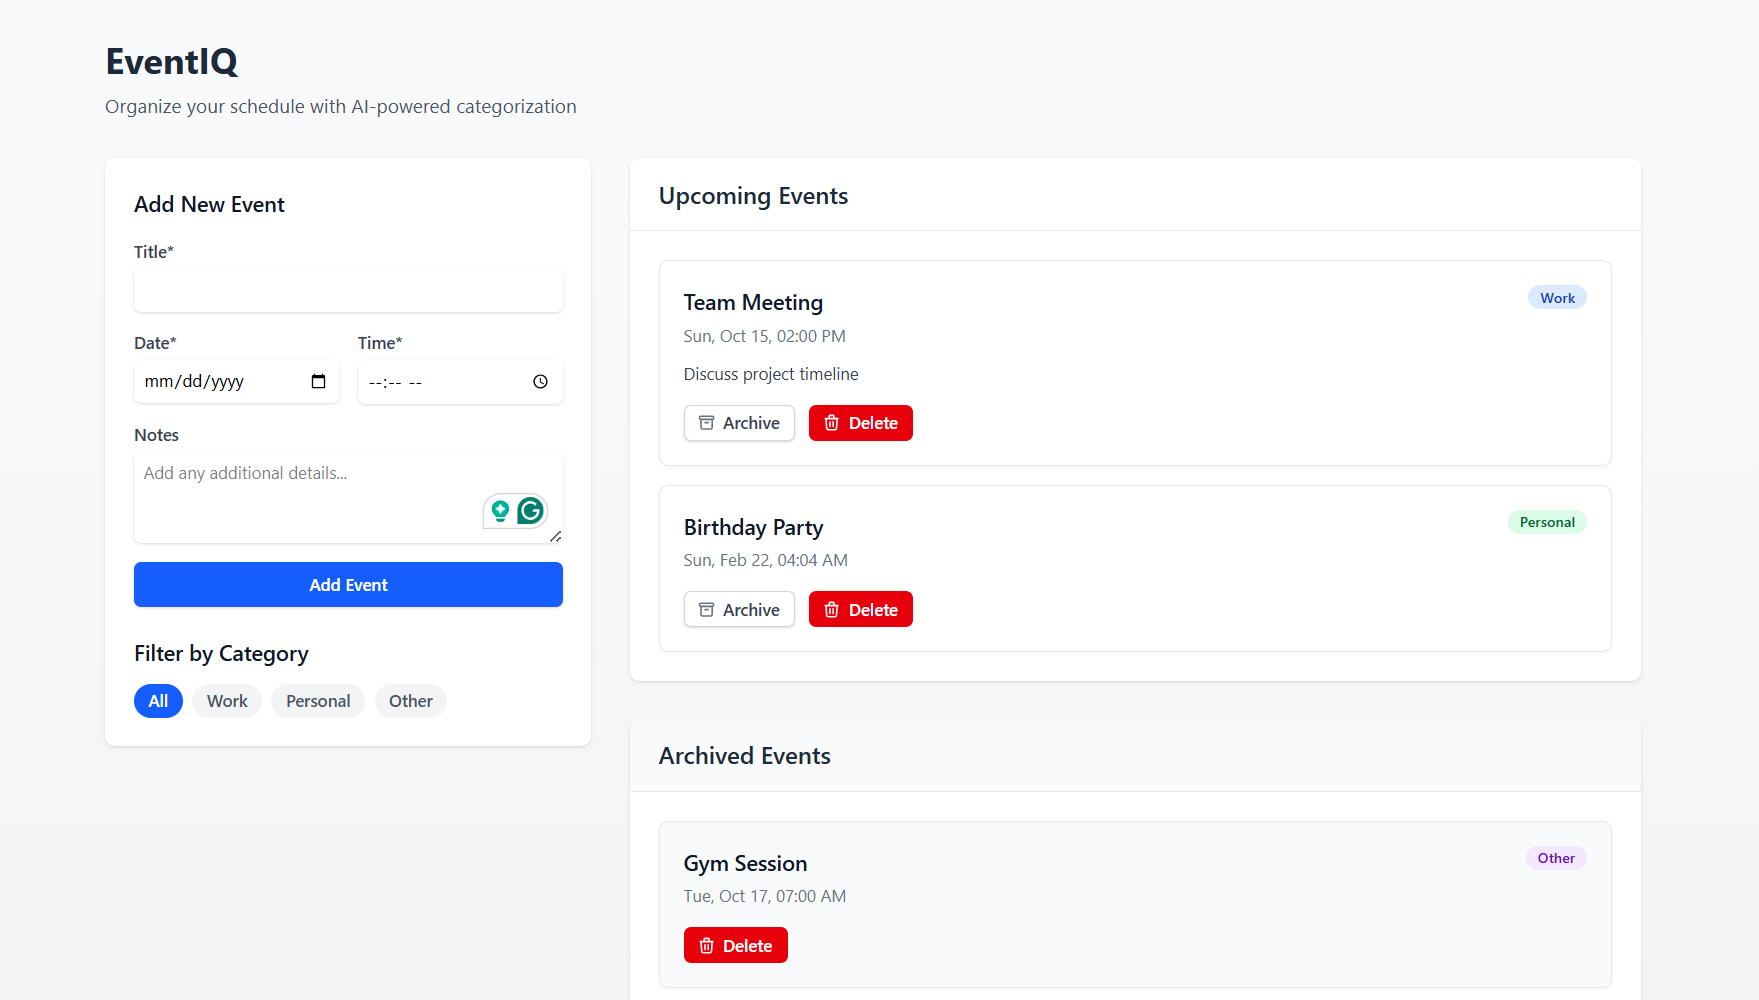 EventIQ
Organize your schedule with AI-powered categorization
Add New Event
Title*
Date*
Time*
mm/dd/yyyy
--:-- --
Notes
Add any additional details...
Add Event
Filter by Category
All
Work
Personal
Other
Upcoming Events
Team Meeting
Work
Sun, Oct 15, 02:00 PM
Discuss project timeline
Archive
Delete
Birthday Party
Personal
Sun, Feb 22, 04:04 AM
Archive
Delete
Archived Events
Gym Session
Other
Tue, Oct 17, 07:00 AM
Delete